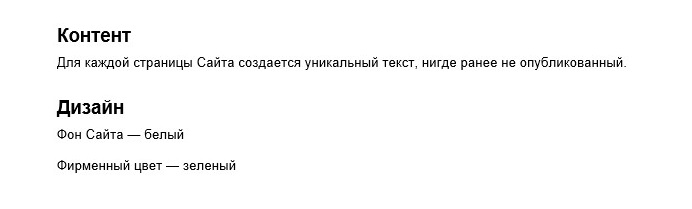 Контент
Для каждой страницы Сайта создается уникальный текст, нигде ранее не опубликованный.
Дизайн
Фон Сайта — белый
Фирменный цвет — зеленый